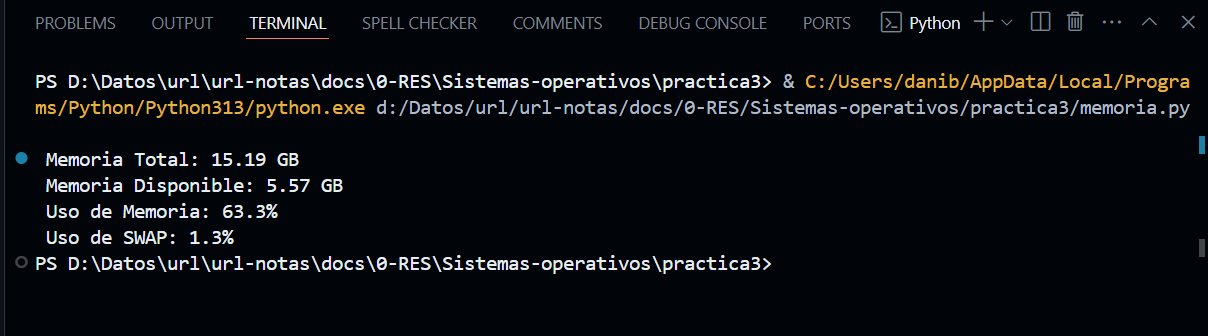 PROBLEMS OUTPUT TERMINAL SPELL CHECKER COMMENTS DEBUG CONSOLE PORTS Python
PS D:\Datos\url\url-notas\docs\0-RES\Sistemas-operativos\practica3> & C:/Users/danib/AppData/Local/Progra
ms/Python/Python313/python.exe d:/Datos/url/url-notas/docs/0-RES/Sistemas-operativos/practica3/memoria.py
Memoria Total: 15.19 GB
Memoria Disponible: 5.57 GB
Uso de Memoria: 63.3%
Uso de SWAP: 1.3%
PS D:\Datos\url\url-notas\docs\0-RES\Sistemas-operativos\practica3>